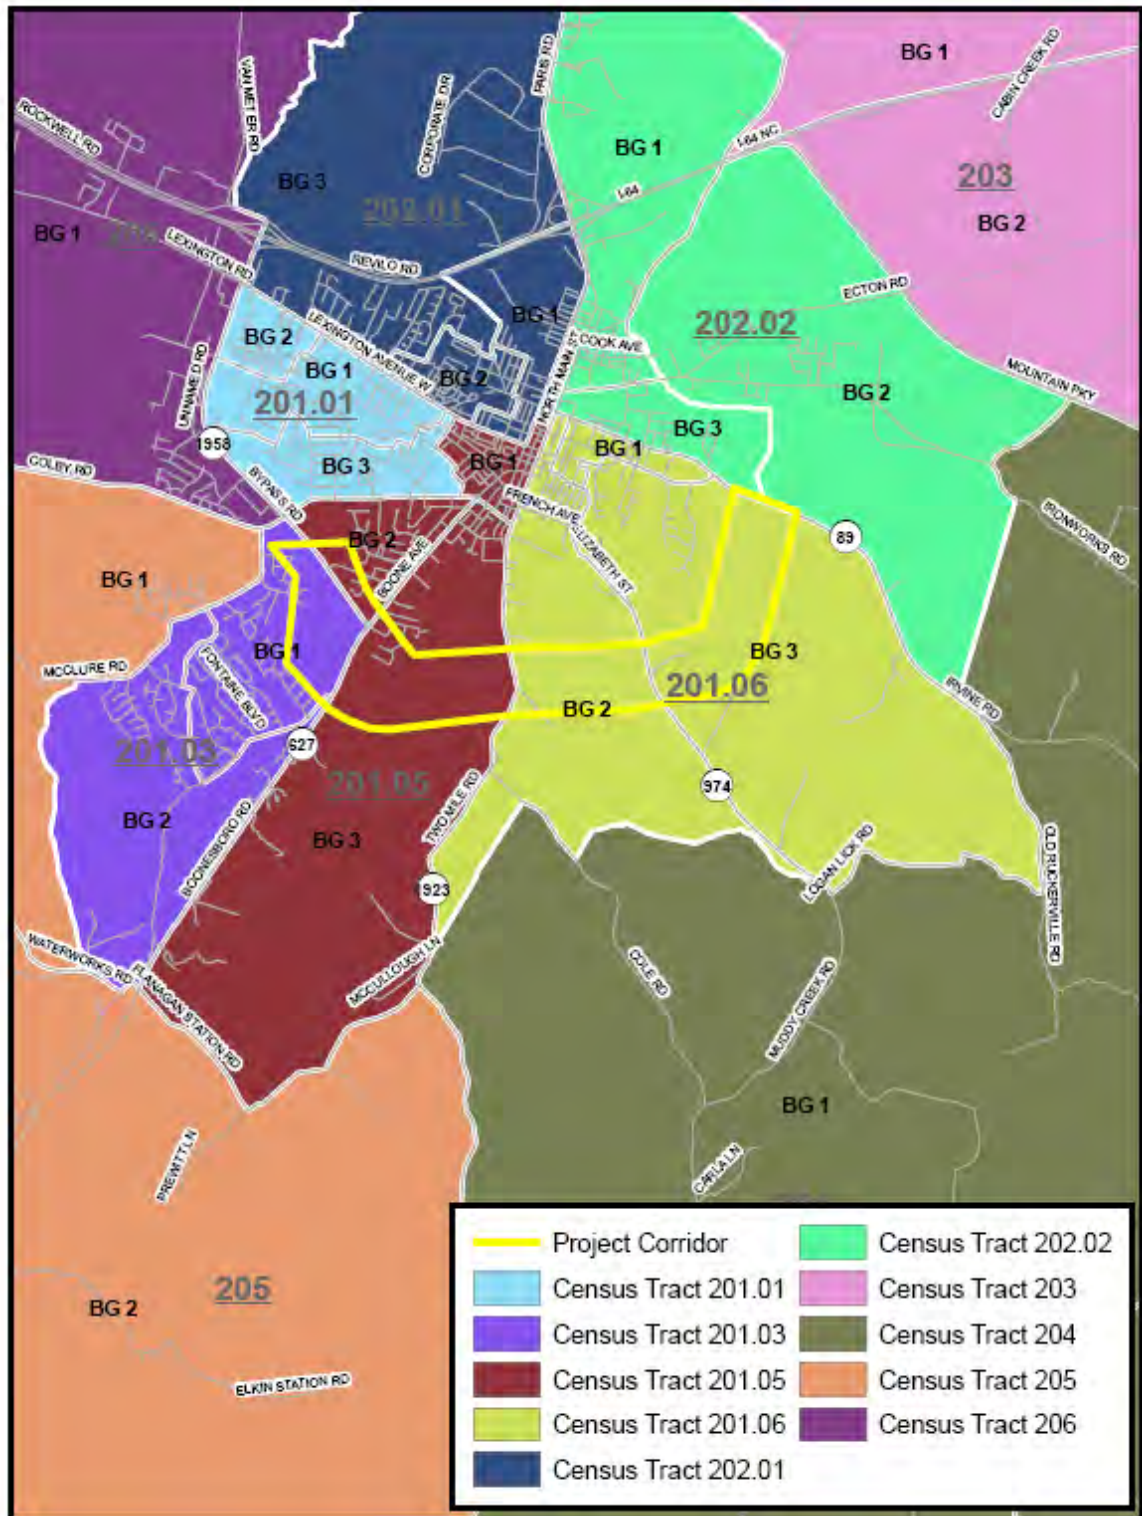 BG 1
CABIN CREEK RD
PARIS RD
VAN METER RD
CORPORATE DR
ROCKWELL RD
BG 1
I-64 NC
BG 3
203
I-64
202.01
BG 2
BG 1
LEXINGTON RD
REVILO RD
ECTON RD
BG 1
202.02
BG 2
LEXINGTON AVENUE W
COOK AVE
NORTH MAIN ST
UNNAMED RD
BG 1
BG 2
BG 2
MOUNTAIN PKY
201.01
BG 3
1958
BG 1
BG 1
COLBY RD
BG 3
BYPASS RD
FRENCH AVE
IRONWORKS RD
BG 2
89
ELIZABETH ST
BOONE AVE
BG 1
BG 1
BG 3
MCCLURE RD
FONTAINE BLVD
201.06
IRVINE RD
BG 2
201.03
627
201.05
974
TWO MILE RD
BG 2
BG 3
BOONESBORO RD
LOGAN LICK RD
OLD RUCKERVILLE RD
1923
WATERWORKS RD
MCCULLOUGH LN
COLE RD
FLANAGAN STATION RD
MUDDY CREEK RD
BG 1
PREWITT LN
CARLA LN
205
BG 2
ELKIN STATION RD
Project Corridor
Census Tract 201.01
Census Tract 201.03
Census Tract 201.05
Census Tract 201.06
Census Tract 202.01
Census Tract 202.02
Census Tract 203
Census Tract 204
Census Tract 205
Census Tract 206